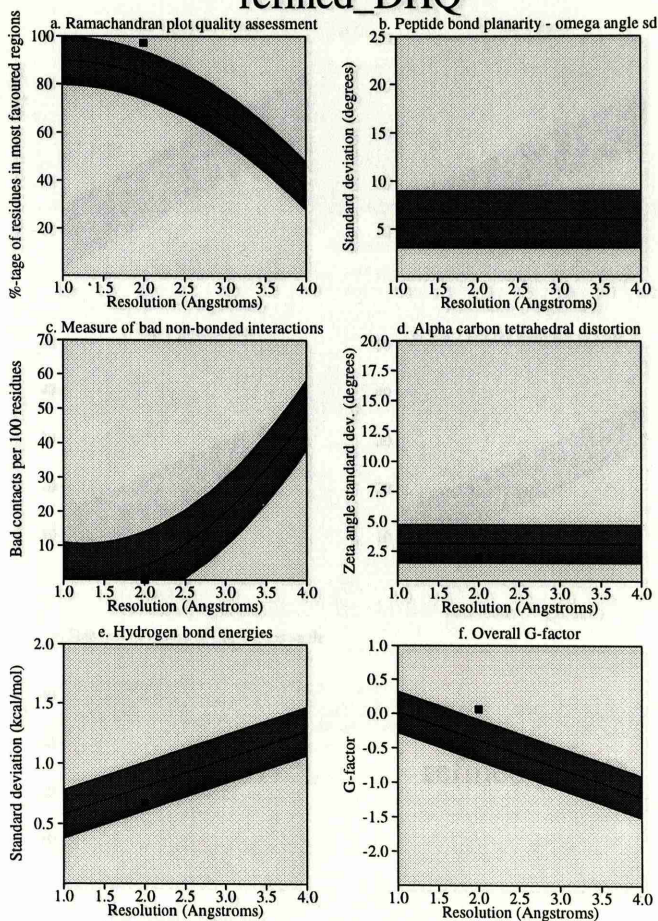 refined_DHQ
a. Ramachandran plot quality assessment
%-tage of residues in most favoured regions
100
80
60
40
20
1.0 1.5 2.0 2.5 3.0 3.5 4.0
Resolution (Angstroms)
b. Peptide bond planarity - omega angle sd
Standard deviation (degrees)
25
20
15
10
5
1.0 1.5 2.0 2.5 3.0 3.5 4.0
Resolution (Angstroms)
c. Measure of bad non-bonded interactions
Bad contacts per 100 residues
70
60
50
40
30
20
10
1.0 1.5 2.0 2.5 3.0 3.5 4.0
Resolution (Angstroms)
d. Alpha carbon tetrahedral distortion
Zeta angle standard dev. (degrees)
20.0
17.5
15.0
12.5
10.0
7.5
5.0
2.5
1.0 1.5 2.0 2.5 3.0 3.5 4.0
Resolution (Angstroms)
e. Hydrogen bond energies
Standard deviation (kcal/mol)
2.0
1.5
1.0
0.5
1.0 1.5 2.0 2.5 3.0 3.5 4.0
Resolution (Angstroms)
f. Overall G-factor
G-factor
1.0
0.5
0.0
-0.5
-1.0
-1.5
-2.0
1.0 1.5 2.0 2.5 3.0 3.5 4.0
Resolution (Angstroms)